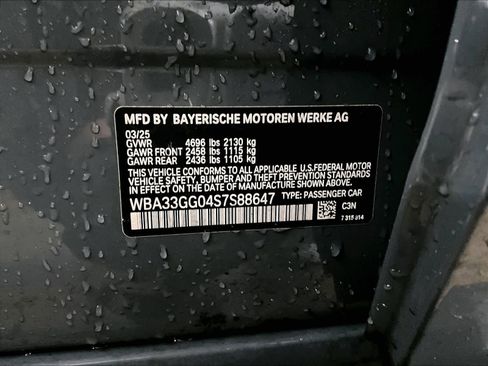 MFD BY BAYERISCHE MOTOREN WERKE AG
03/25
GVWR 4696 lbs 2130 kg
GAWR FRONT 2458 lbs 1115 kg
GAWR REAR 2436 lbs 1105 kg
THIS VEHICLE CONFORMS TO ALL APPLICABLE U.S. FEDERAL MOTOR
VEHICLE SAFETY, BUMPER AND THEFT PREVENTION STANDARDS
IN EFFECT ON THE DATE OF MANUFACTURE SHOWN ABOVE.
WBA33GG04S7S88647 TYPE: PASSENGER CAR
C3N